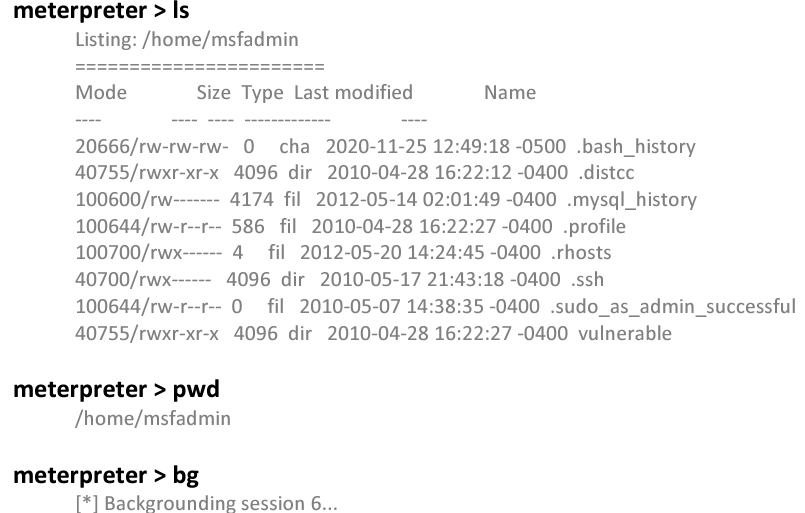 meterpreter > ls
Listing: /home/msfadmin
=======================
Mode Size Type Last modified Name
---- ---- ---- ------------- ----
20666/rw-rw-rw- 0 cha 2020-11-25 12:49:18 -0500 .bash_history
40755/rwxr-xr-x 4096 dir 2010-04-28 16:22:12 -0400 .distcc
100600/rw------- 4174 fil 2012-05-14 02:01:49 -0400 .mysql_history
100644/rw-r--r-- 586 fil 2010-04-28 16:22:27 -0400 .profile
100700/rwx------ 4 fil 2012-05-20 14:24:45 -0400 .rhosts
40700/rwx------ 4096 dir 2010-05-17 21:43:18 -0400 .ssh
100644/rw-r--r-- 0 fil 2010-05-07 14:38:35 -0400 .sudo_as_admin_successful
40755/rwxr-xr-x 4096 dir 2010-04-28 16:22:27 -0400 vulnerable
meterpreter > pwd
/home/msfadmin
meterpreter > bg
[*] Backgrounding session 6...